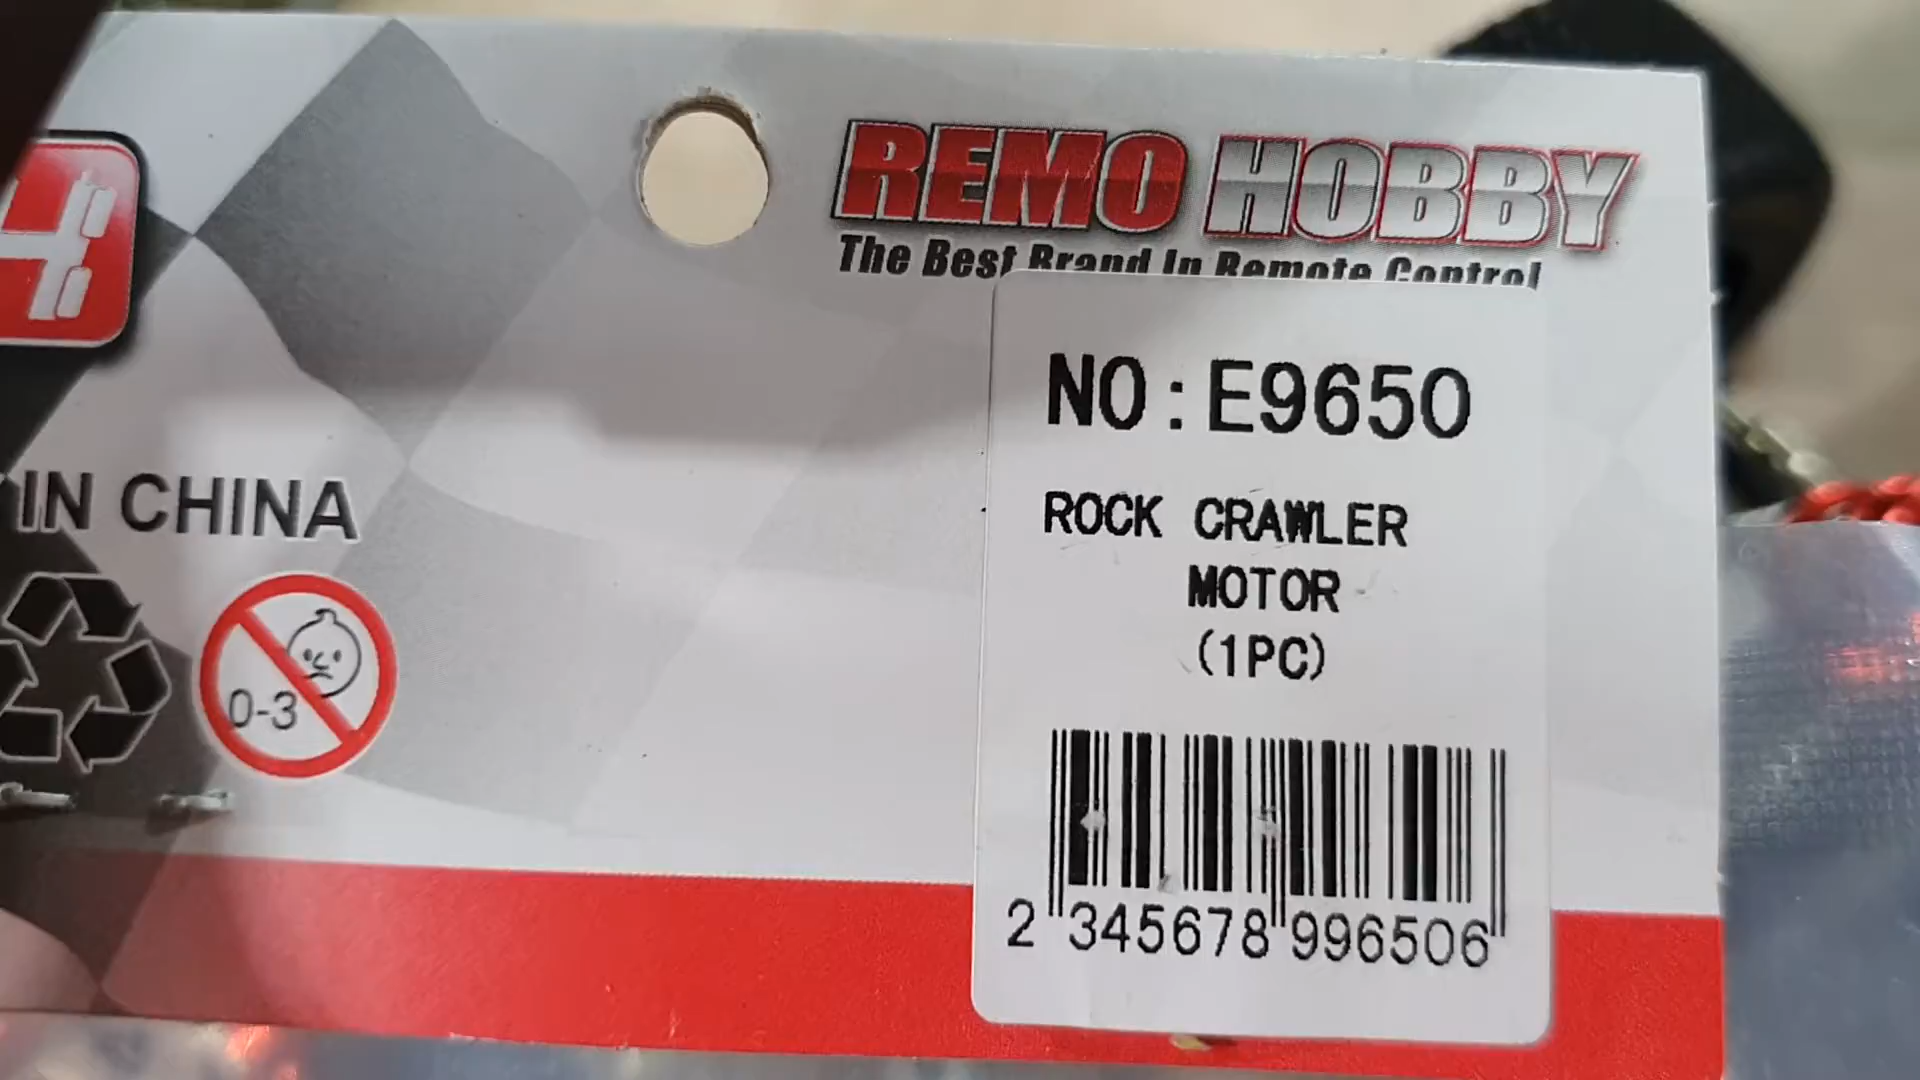 REMO HOBBY
The Best Brand In Remote Control
NO:E9650
ROCK CRAWLER
MOTOR
(1PC)
2 345678 996506
4
IN CHINA
0-3